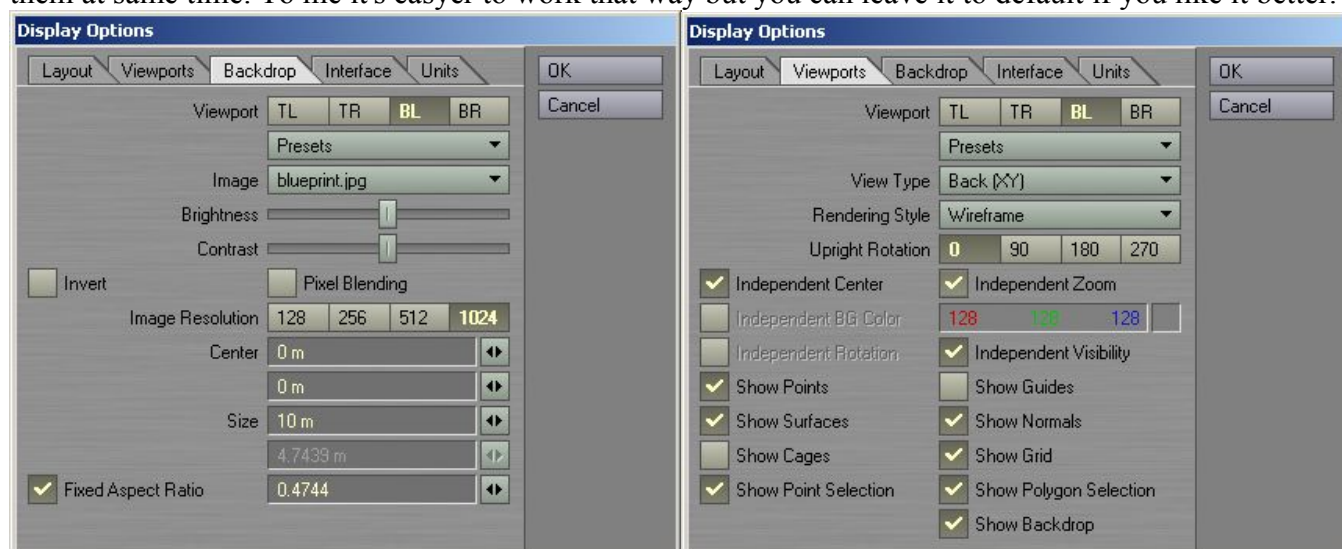 them at same time. To me it's easyer to work that way but you can leave it to default if you like it better.
Display Options
Layout Viewports Backdrop Interface Units
OK
Cancel
Viewport TL TR BL BR
Presets
Image blueprint.jpg
Brightness
Contrast
Invert Pixel Blending
Image Resolution 128 256 512 1024
Center 0 m
0 m
Size 10 m
4.7439 m
Fixed Aspect Ratio 0.4744
Display Options
Layout Viewports Backdrop Interface Units
OK
Cancel
Viewport TL TR BL BR
Presets
View Type Back (XY)
Rendering Style Wireframe
Upright Rotation 0 90 180 270
Independent Center Independent Zoom
Independent BG Color 128 128 128
Independent Rotation Independent Visibility
Show Points Show Guides
Show Surfaces Show Normals
Show Cages Show Grid
Show Point Selection Show Polygon Selection
Show Backdrop